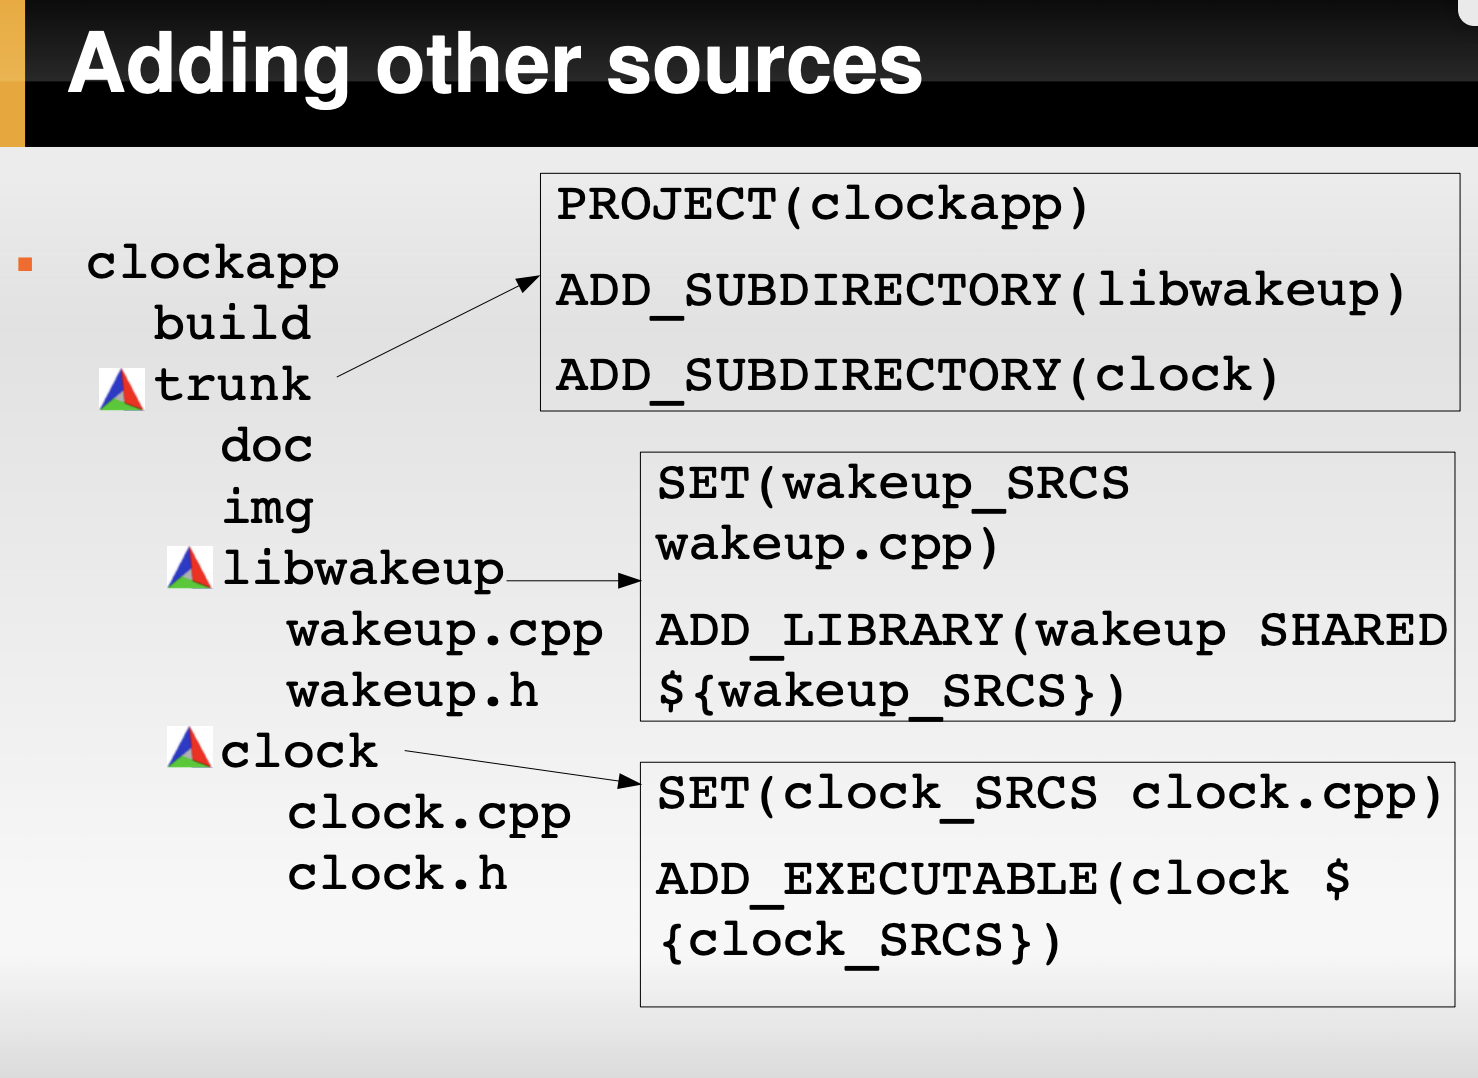 Adding other sources
clockapp
build
trunk
doc
img
libwakeup
wakeup.cpp
wakeup.h
clock
clock.cpp
clock.h
PROJECT(clockapp)
ADD_SUBDIRECTORY(libwakeup)
ADD_SUBDIRECTORY(clock)
SET(wakeup_SRCS
wakeup.cpp)
ADD_LIBRARY(wakeup SHARED
${wakeup_SRCS})
SET(clock_SRCS clock.cpp)
ADD_EXECUTABLE(clock $
{clock_SRCS})